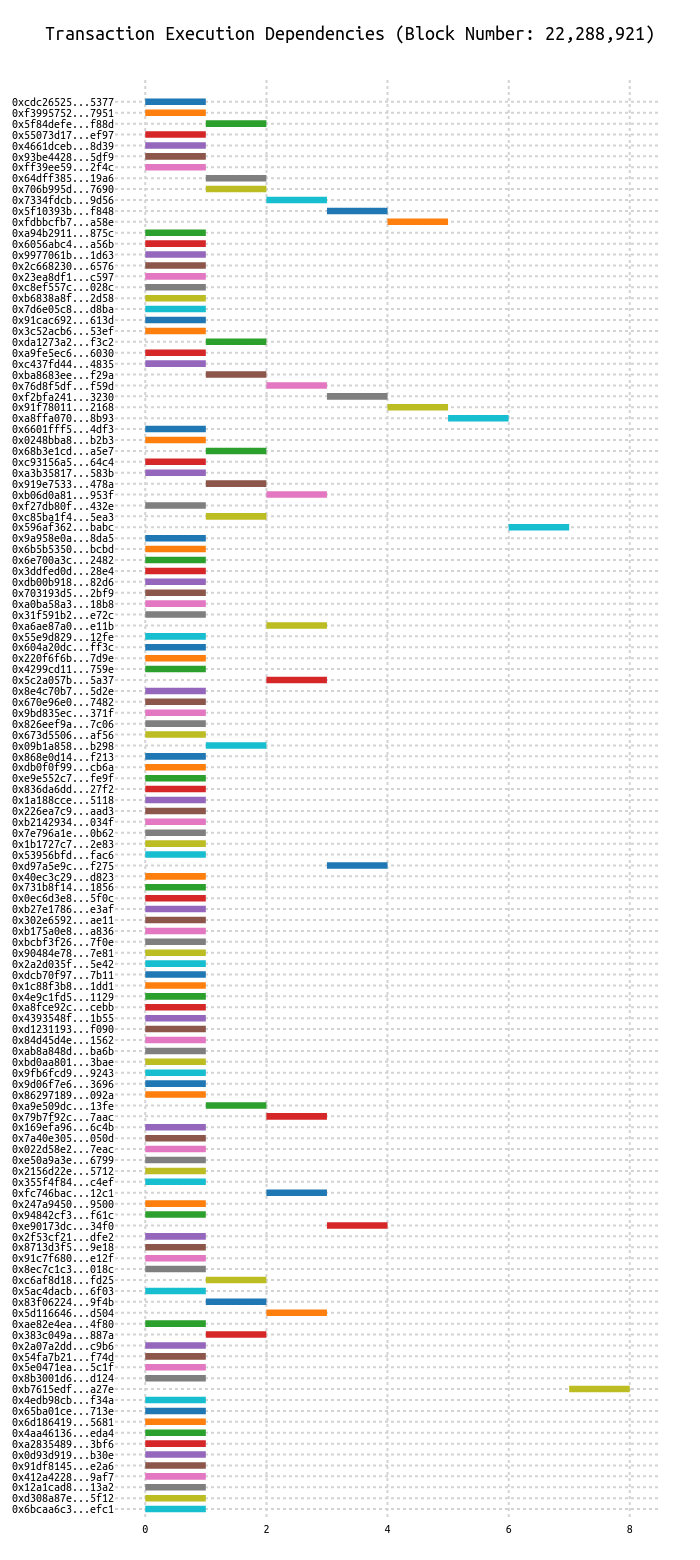 Transaction Execution Dependencies (Block Number: 22,288,921)
0xcdc26525...5377
0xf3995752...7951
0x5f84defe...f88d
0x55073d17...ef97
0x4661dceb...8d39
0x93be4428...5df9
0xff39ee59...2f4c
0x64dff385...19a6
0x706b995d...7690
0x7334fdcb...9d56
0x5f10393b...f848
0xfdbbcfb7...a58e
0xa94b2911...875c
0x6056abc4...a56b
0x9977061b...1d63
0x2c668230...6576
0x23ea8df1...c597
0xc8ef557c...028c
0xb6838a8f...2d58
0x7d6e05c8...d8ba
0x91cac692...613d
0x3c52acb6...53ef
0xda1273a2...f3c2
0xa9fe5ec6...6030
0xc437fd44...4835
0xba8683ee...f29a
0x76d8f5df...f59d
0xf2bfa241...3230
0x91f78011...2168
0xa8ffa070...8b93
0x6601fff5...4df3
0x0248bba8...b2b3
0x68b3e1cd...a5e7
0xc93156a5...64c4
0xa3b35817...583b
0x919e7533...478a
0xb06d0a81...953f
0xf27db80f...432e
0xc85ba1f4...5ea3
0x596af362...babc
0x9a958e0a...8da5
0x6b5b5350...bcbd
0x6e700a3c...2482
0x3ddfed0d...28e4
0xdb00b918...82d6
0x703193d5...2bf9
0xa0ba58a3...18b8
0x31f591b2...e72c
0xa6ae87a0...e11b
0x55e9d829...12fe
0x604a20dc...ff3c
0x220f6f6b...7d9e
0x4299cd11...759e
0x5c2a057b...5a37
0x8e4c70b7...5d2e
0x670e96e0...7482
0x9bd835ec...371f
0x826eef9a...7c06
0x673d5506...af56
0x09b1a858...b298
0x868e0d14...f213
0xdb0f0f99...cb6a
0xe9e552c7...fe9f
0x836da6dd...27f2
0x1a188cce...5118
0x226ea7c9...aad3
0xb2142934...034f
0x7e796a1e...0b62
0x1b1727c7...2e83
0x53956bfd...fac6
0xd97a5e9c...f275
0x40ec3c29...d823
0x731b8f14...1856
0x0ec6d3e8...5f0c
0xb27e1786...e3af
0x302e6592...ae11
0xb175a0e8...a836
0xbcbf3f26...7f0e
0x90484e78...7e81
0x2a2d035f...5e42
0xdcb70f97...7b11
0x1c88f3b8...1dd1
0x4e9c1fd5...1129
0xa8fce92c...cebb
0x4393548f...1b55
0xd1231193...f090
0x84d45d4e...1562
0xab8a848d...ba6b
0xbd0aa801...3bae
0x9fb6fcd9...9243
0x9d06f7e6...3696
0x86297189...092a
0xa9e509dc...13fe
0x79b7f92c...7aac
0x169efa96...6c4b
0x7a40e305...050d
0x022d58e2...7eac
0xe50a9a3e...6799
0x2156d22e...5712
0x355f4f84...c4ef
0xfc746bac...12c1
0x247a9450...9500
0x94842cf3...f61c
0xe90173dc...34f0
0x2f53cf21...dfe2
0x8713d3f5...9e18
0x91c7f680...e12f
0x8ec7c1c3...018c
0xc6af8d18...fd25
0x5ac4dacb...6f03
0x83f06224...9f4b
0x5d116646...d504
0xae82e4ea...4f80
0x383c049a...887a
0x2a07a2dd...c9b6
0x54fa7b21...f74d
0x5e0471ea...5c1f
0x8b3001d6...d124
0xb7615edf...a27e
0x4edb98cb...f34a
0x65ba01ce...713e
0x6d186419...5681
0x4aa46136...eda4
0xa2835489...3bf6
0x0d93d919...b30e
0x91df8145...e2a6
0x412a4228...9af7
0x12a1cad8...13a2
0xd308a87e...5f12
0x6bcaa6c3...efc1
0 2 4 6 8